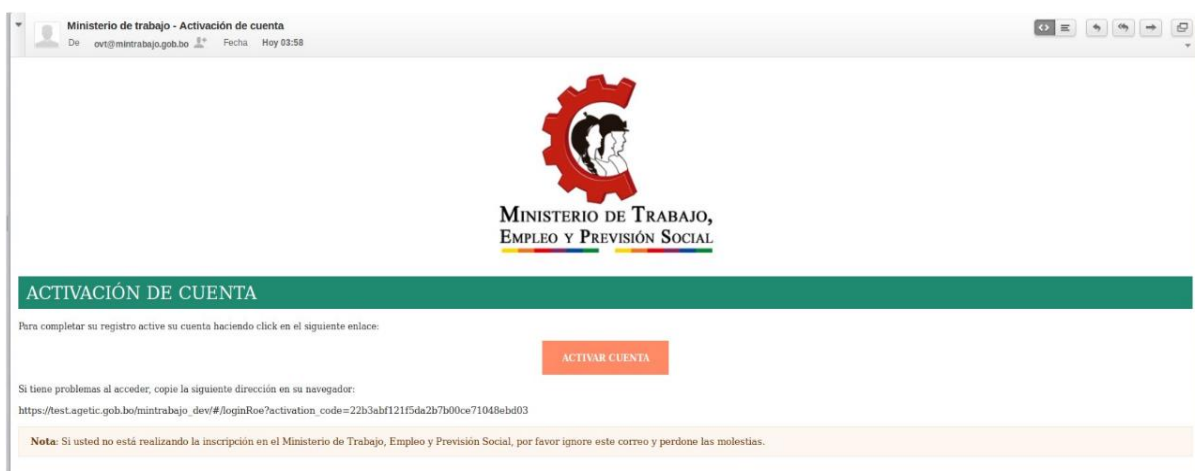 Ministerio de trabajo - Activación de cuenta
De ovt@mintrabajo.gob.bo Fecha Hoy 03:58
MINISTERIO DE TRABAJO,
EMPLEO Y PREVISIÓN SOCIAL
ACTIVACIÓN DE CUENTA
Para completar su registro active su cuenta haciendo click en el siguiente enlace:
ACTIVAR CUENTA
Si tiene problemas al acceder, copie la siguiente dirección en su navegador:
https://test.agetic.gob.bo/mintrabajo_dev/#/loginRoe?activation_code=22b3abf121f5da2b7b00ce71048ebd03
Nota: Si usted no está realizando la inscripción en el Ministerio de Trabajo, Empleo y Previsión Social, por favor ignore este correo y perdone las molestias.